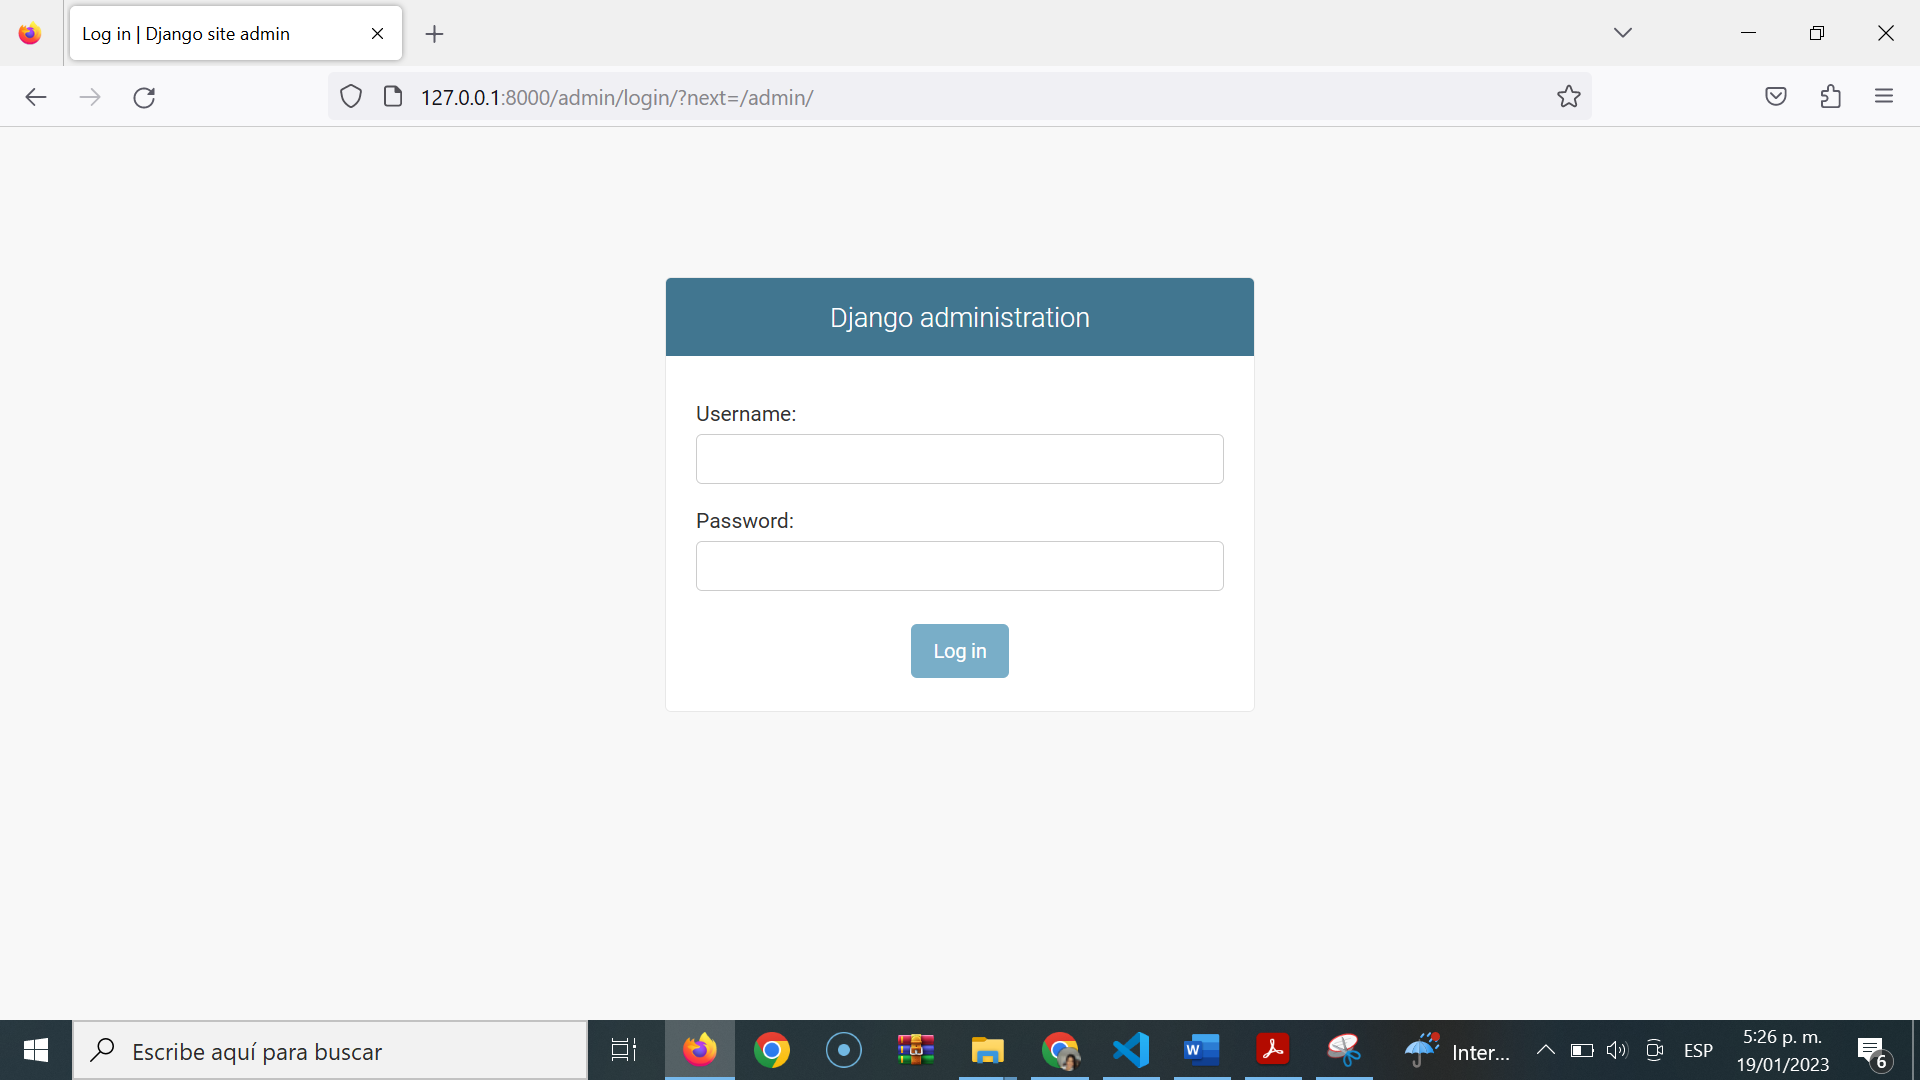 Log in | Django site admin
127.0.0.1:8000/admin/login/?next=/admin/
Django administration
Username:
Password:
Log in
Escribe aquí para buscar
Inter...
ESP
5:26 p. m.
19/01/2023
6